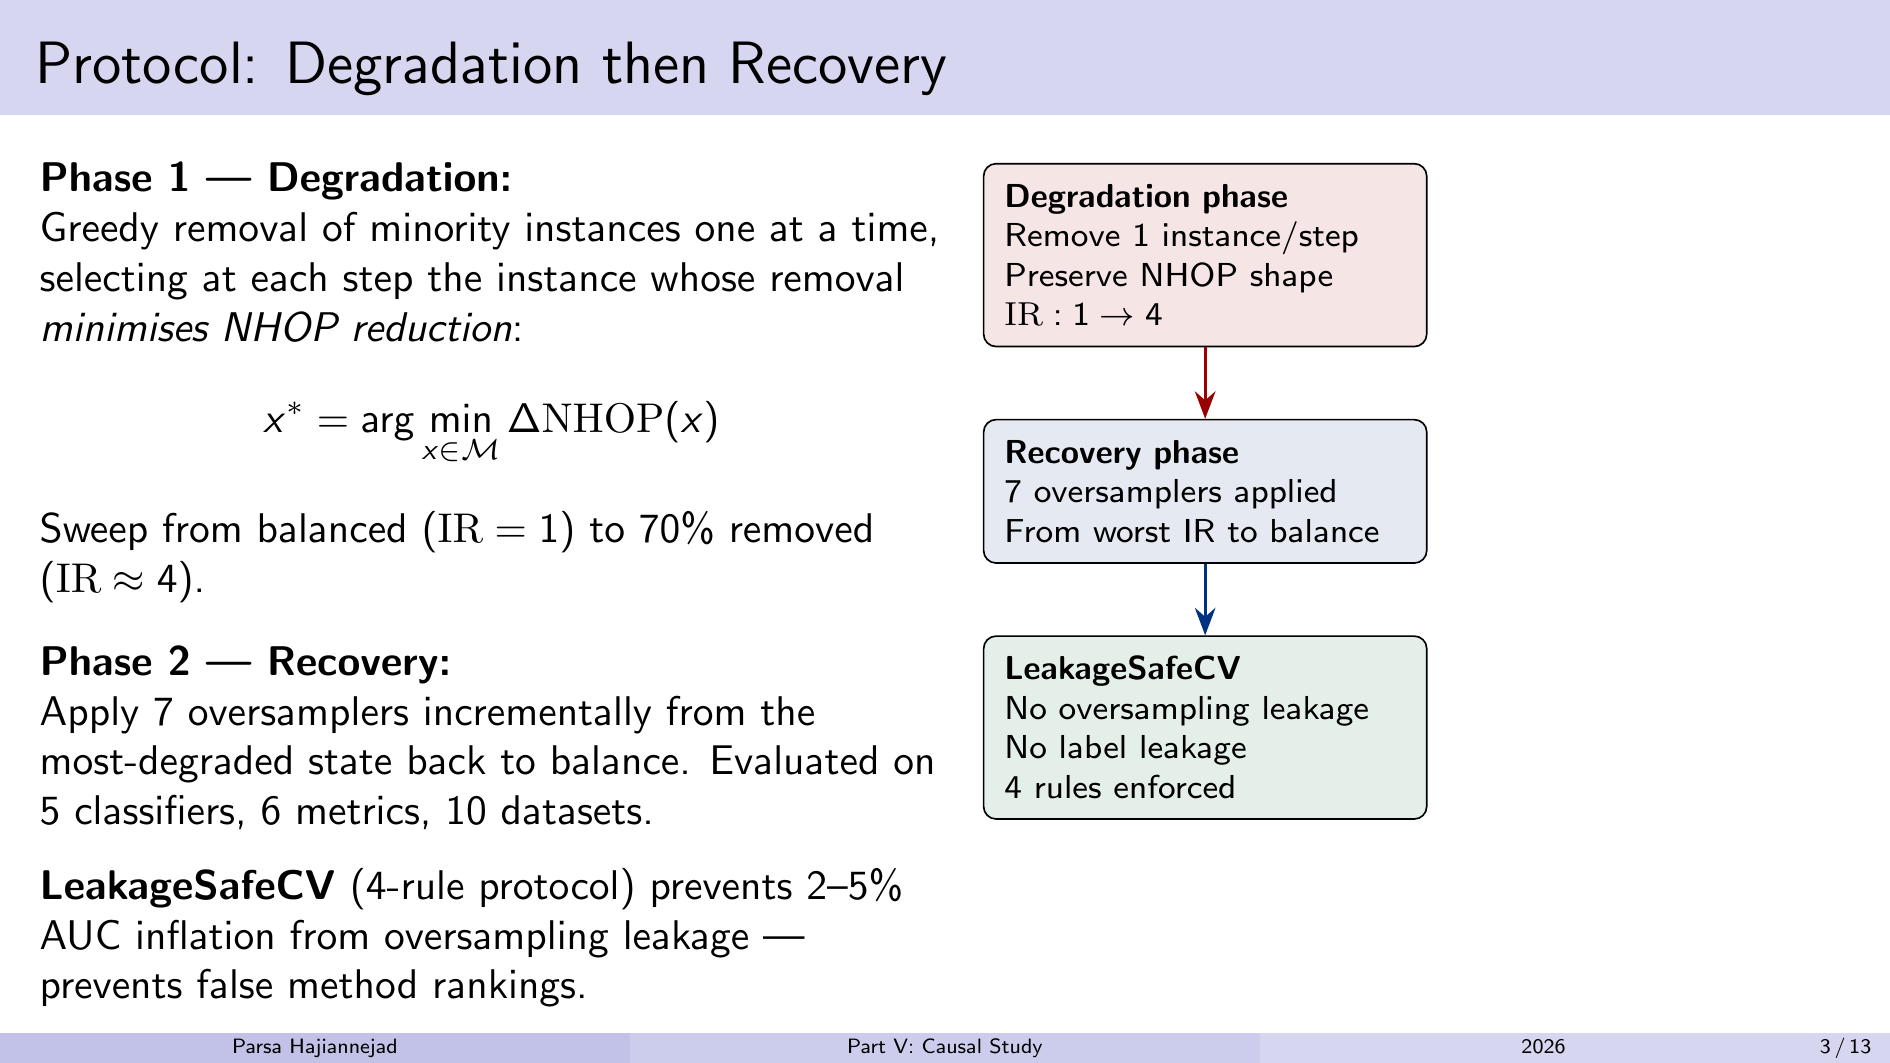 Protocol: Degradation then Recovery
Phase 1 — Degradation:
Greedy removal of minority instances one at a time,
selecting at each step the instance whose removal
minimises NHOP reduction:
x* = arg min ΔNHOP(x)
x∈ℳ
Sweep from balanced (IR = 1) to 70% removed
(IR ≈ 4).
Phase 2 — Recovery:
Apply 7 oversamplers incrementally from the
most-degraded state back to balance. Evaluated on
5 classifiers, 6 metrics, 10 datasets.
LeakageSafeCV (4-rule protocol) prevents 2–5%
AUC inflation from oversampling leakage —
prevents false method rankings.
Degradation phase
Remove 1 instance/step
Preserve NHOP shape
IR : 1 → 4
Recovery phase
7 oversamplers applied
From worst IR to balance
LeakageSafeCV
No oversampling leakage
No label leakage
4 rules enforced
Parsa Hajiannejad
Part V: Causal Study
2026
3 / 13